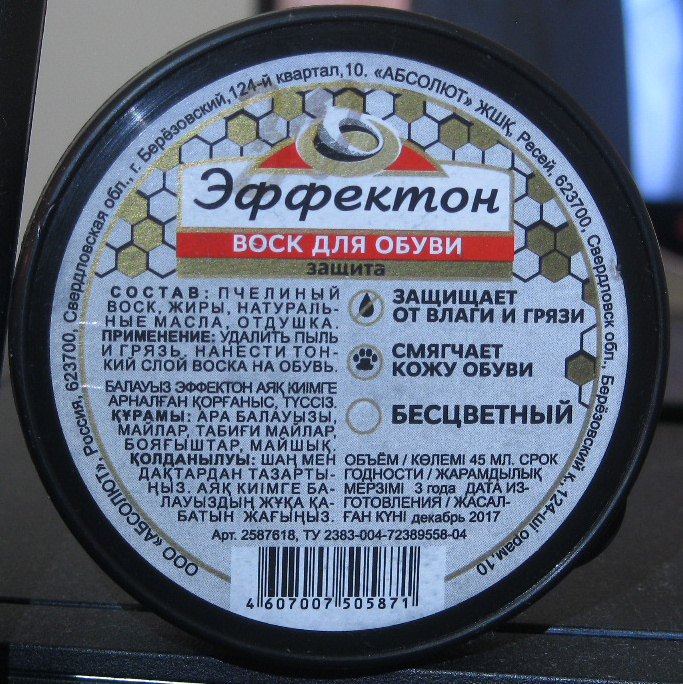 ООО «АБСОЛЮТ» Россия, 623700, Свердловская обл., г. Берёзовский, 124-й квартал, 10. «АБСОЛЮТ» ЖШҚ, Ресей, 623700, Свердловск обл., Берёзовский қ. 124-ші орам, 10
Эффектон
ВОСК ДЛЯ ОБУВИ
защита
СОСТАВ: ПЧЕЛИНЫЙ
ВОСК, ЖИРЫ, НАТУРАЛЬ-
НЫЕ МАСЛА, ОТДУШКА.
ПРИМЕНЕНИЕ: УДАЛИТЬ ПЫЛЬ
И ГРЯЗЬ, НАНЕСТИ ТОН-
КИЙ СЛОЙ ВОСКА НА ОБУВЬ.
БАЛАУЫЗ ЭФФЕКТОН АЯҚ КИІМГЕ
АРНАЛҒАН ҚОРҒАНЫС, ТҮССІЗ.
ҚҰРАМЫ: АРА БАЛАУЫЗЫ,
МАЙЛАР, ТАБИҒИ МАЙЛАР,
БОЯҒЫШТАР, МАЙШЫҚ.
ҚОЛДАНЫЛУЫ: ШАҢ МЕН
ДАҚТАРДАН ТАЗАРТЫ-
ҢЫЗ. АЯҚ КИІМГЕ БА-
ЛАУЫЗДЫҢ ЖҰҚА ҚА-
БАТЫН ЖАҒЫҢЫЗ.
ЗАЩИЩАЕТ
ОТ ВЛАГИ И ГРЯЗИ
СМЯГЧАЕТ
КОЖУ ОБУВИ
БЕСЦВЕТНЫЙ
ОБЪЁМ / КӨЛЕМІ 45 МЛ. СРОК
ГОДНОСТИ / ЖАРАМДЫЛЫҚ
МЕРЗІМІ 3 года ДАТА ИЗ-
ГОТОВЛЕНИЯ / ЖАСАЛ-
ҒАН КҮНІ декабрь 2017
Арт. 2587618, ТУ 2383-004-72389558-04
4 607007 505871